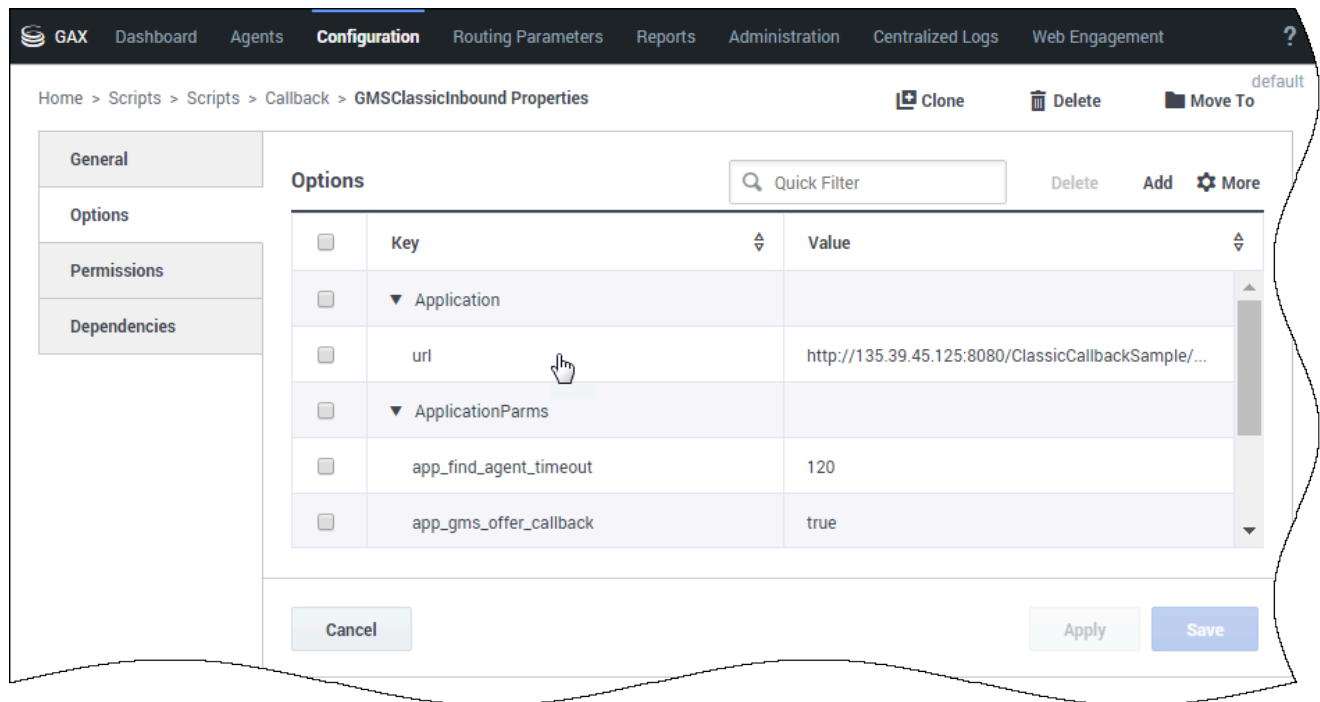 GAX Dashboard Agents Configuration Routing Parameters Reports Administration Centralized Logs Web Engagement ?
default
Home > Scripts > Scripts > Callback > GMSClassicInbound Properties Clone Delete Move To
General
Options
Permissions
Dependencies
Options Quick Filter Delete Add More
Key Value
Application
url http://135.39.45.125:8080/ClassicCallbackSample/...
ApplicationParms
app_find_agent_timeout 120
app_gms_offer_callback true
Cancel Apply Save